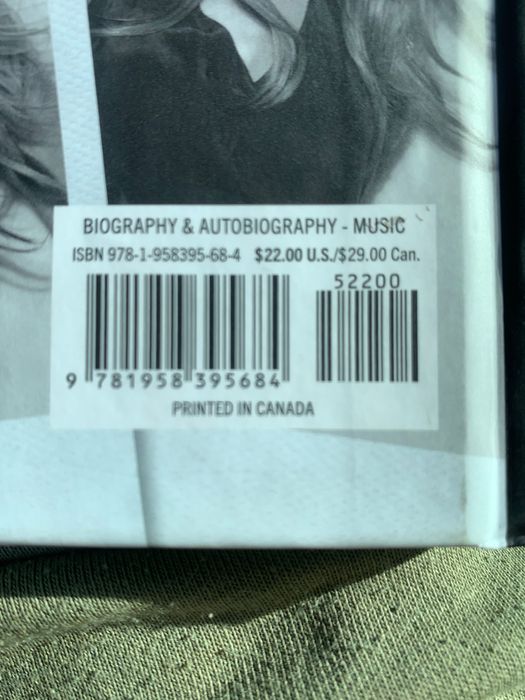 BIOGRAPHY & AUTOBIOGRAPHY - MUSIC
ISBN 978-1-958395-68-4 $22.00 U.S./$29.00 Can.
52200
9 781958 395684
PRINTED IN CANADA